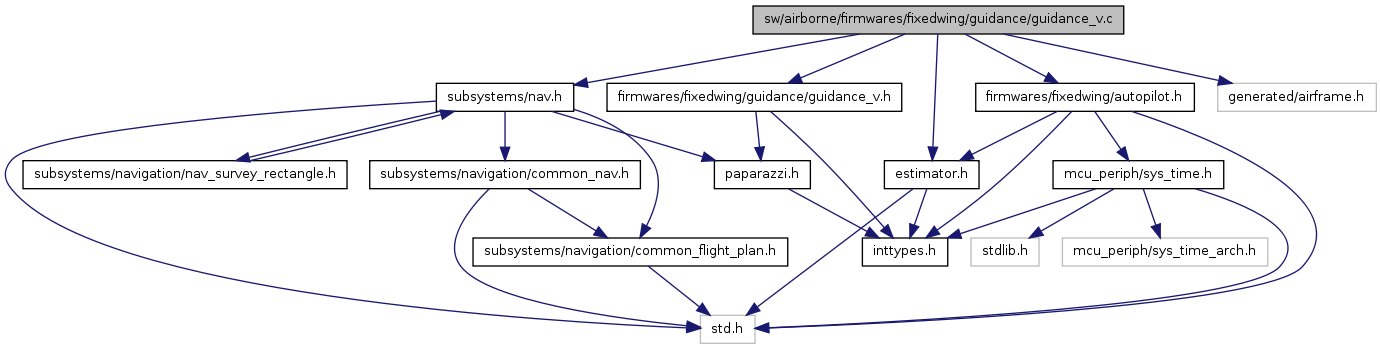 sw/airborne/firmwares/fixedwing/guidance/guidance_v.c
subsystems/nav.h
firmwares/fixedwing/guidance/guidance_v.h
firmwares/fixedwing/autopilot.h
generated/airframe.h
subsystems/navigation/nav_survey_rectangle.h
subsystems/navigation/common_nav.h
paparazzi.h
estimator.h
mcu_periph/sys_time.h
subsystems/navigation/common_flight_plan.h
inttypes.h
stdlib.h
mcu_periph/sys_time_arch.h
std.h